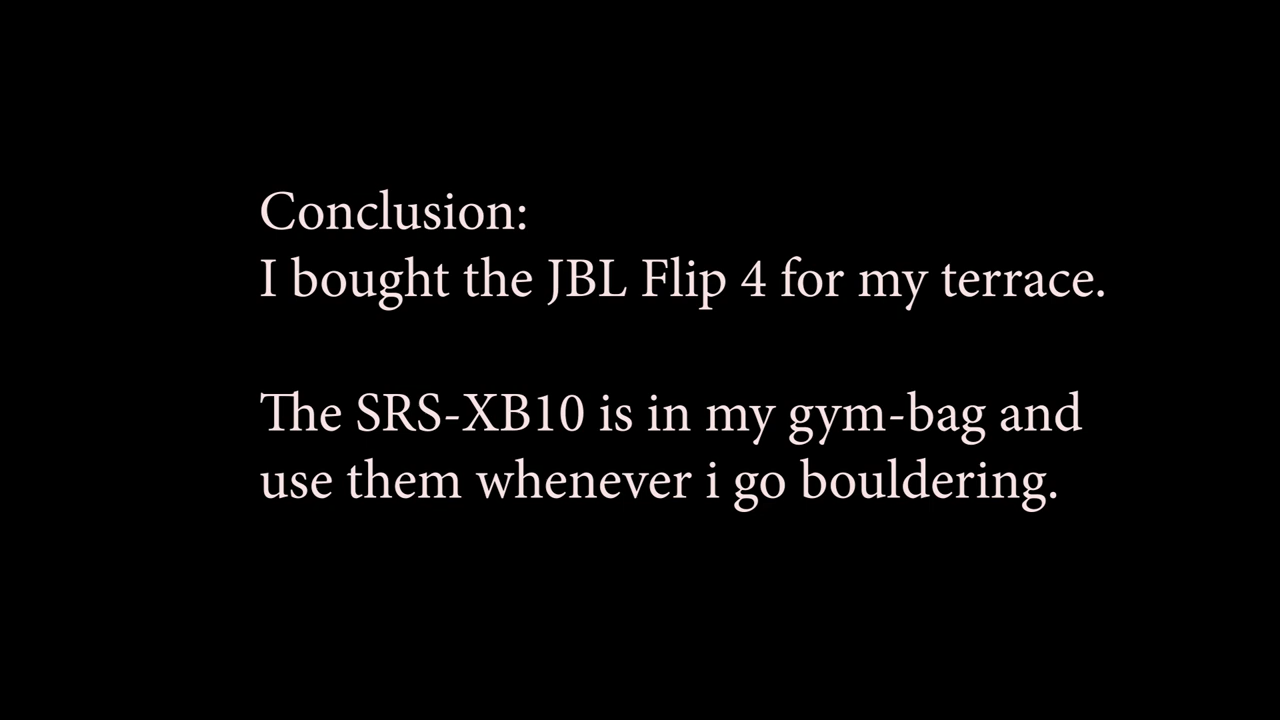 Conclusion:
I bought the JBL Flip 4 for my terrace.
The SRS-XB10 is in my gym-bag and
use them whenever i go bouldering.